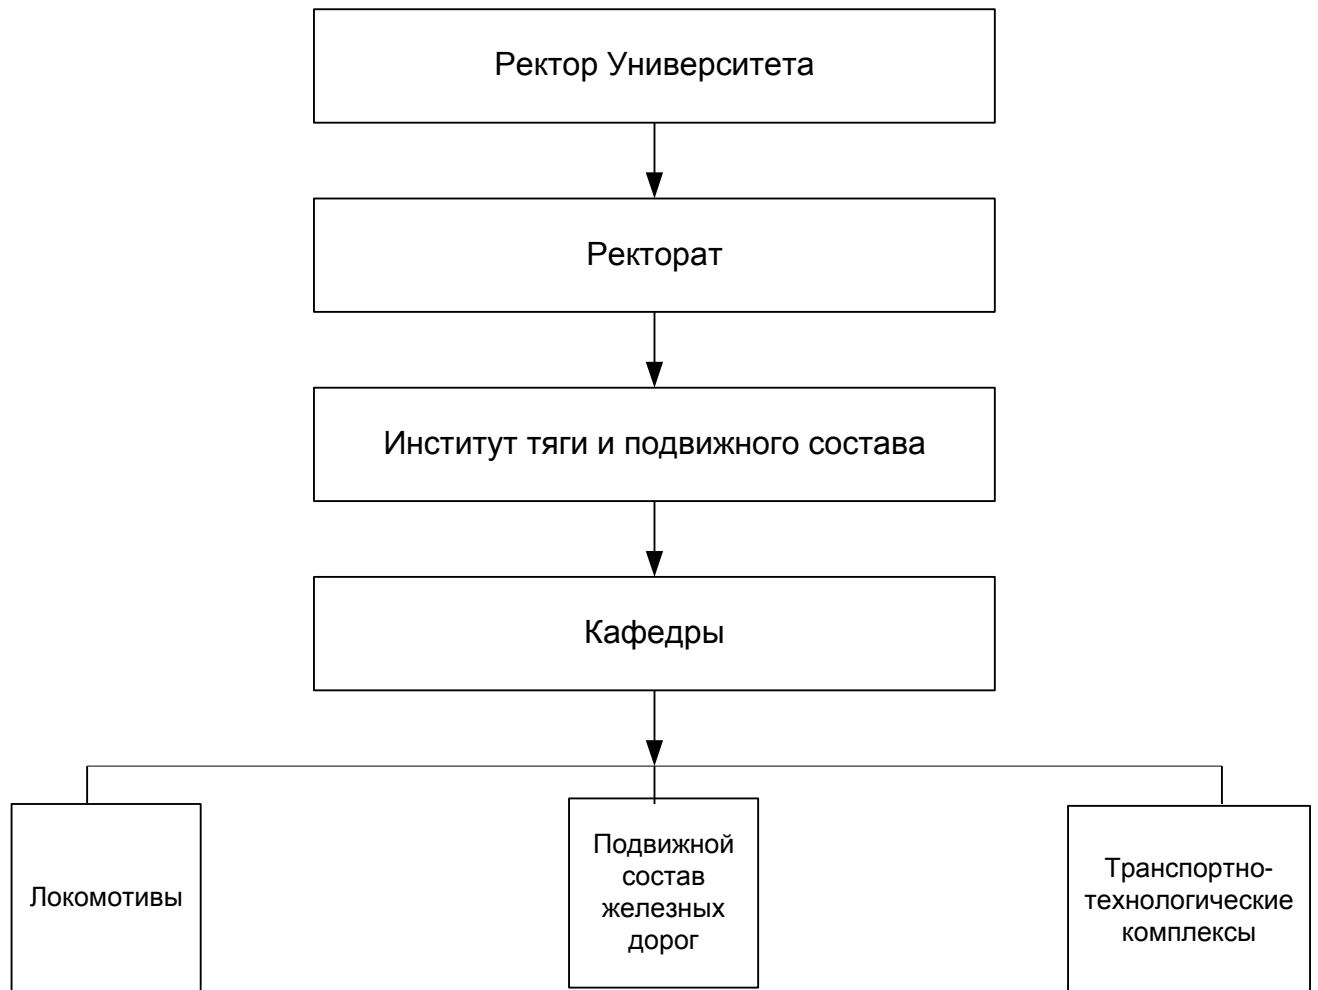 Ректор Университета
Ректорат
Институт тяги и подвижного состава
Кафедры
Локомотивы
Подвижной
состав
железных
дорог
Транспортно-
технологические
комплексы